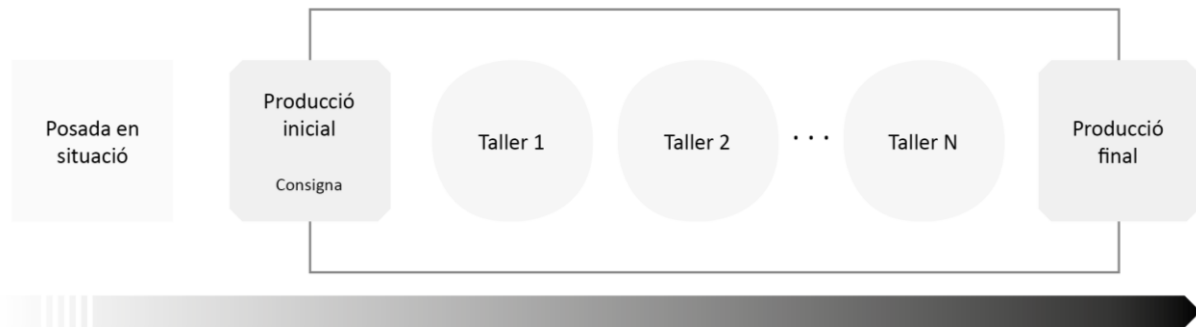 Posada en
situació
Producció
inicial
Consigna
Taller 1
Taller 2
...
Taller N
Producció
final